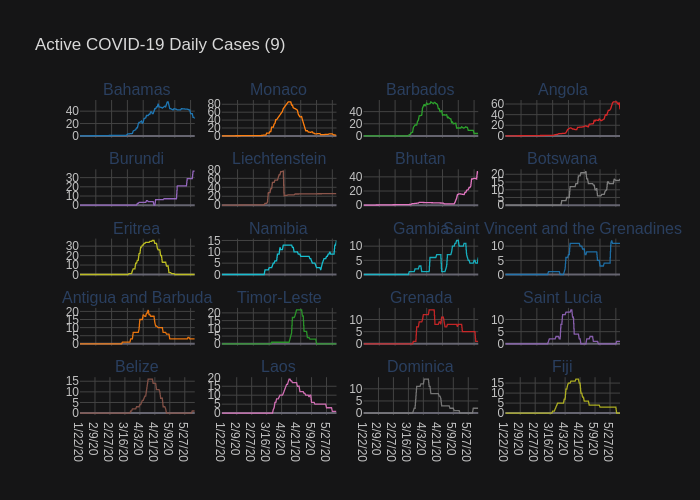 Active COVID-19 Daily Cases (9)
Bahamas Monaco Barbados Angola
40 20 0 80 60 40 20 0 40 20 0 60 40 20 0
Burundi Liechtenstein Bhutan Botswana
30 20 10 0 80 60 40 20 0 40 20 0 20 15 10 5 0
Eritrea Namibia Gambia Saint Vincent and the Grenadines
30 20 10 0 15 10 5 0 10 5 0 10 5 0
Antigua and Barbuda Timor-Leste Grenada Saint Lucia
20 15 10 5 0 20 10 0 10 5 0 10 5 0
Belize Laos Dominica Fiji
15 10 5 0 20 10 0 10 5 0 15 10 5 0
1/22/20 2/9/20 2/27/20 3/16/20 4/3/20 4/21/20 5/9/20 5/27/20 1/22/20 2/9/20 2/27/20 3/16/20 4/3/20 4/21/20 5/9/20 5/27/20 1/22/20 2/9/20 2/27/20 3/16/20 4/3/20 4/21/20 5/9/20 5/27/20 1/22/20 2/9/20 2/27/20 3/16/20 4/3/20 4/21/20 5/9/20 5/27/20